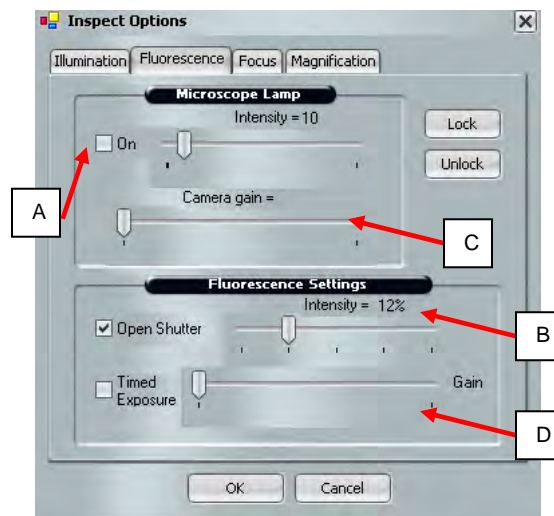 Inspect Options
Illumination Fluorescence Focus Magnification
Microscope Lamp
Intensity = 10
On
Lock
Unlock
A
Camera gain =
C
Fluorescence Settings
Intensity = 12%
Open Shutter
B
Timed
Exposure
Gain
D
OK Cancel